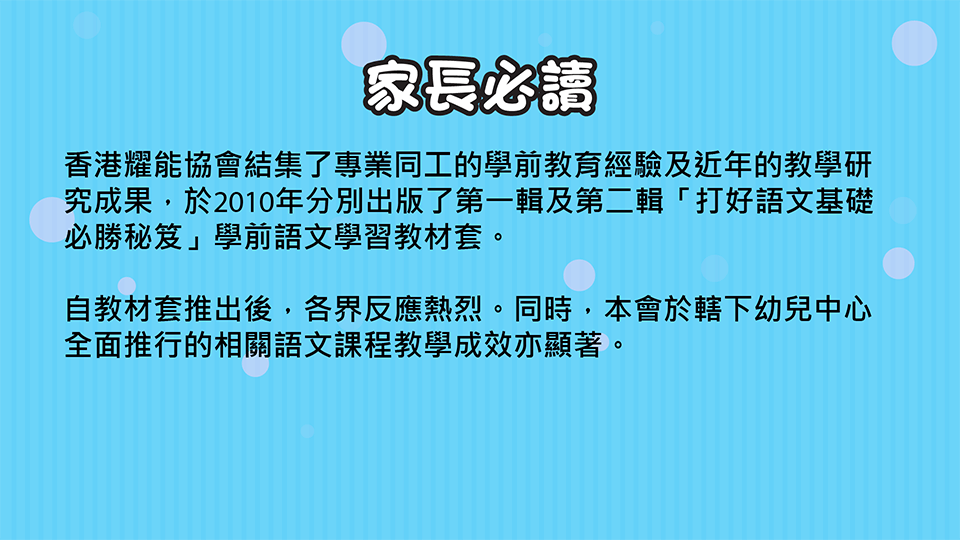 家長必讀
香港耀能協會結集了專業同工的學前教育經驗及近年的教學研
究成果，於2010年分別出版了第一輯及第二輯「打好語文基礎
必勝秘笈」學前語文學習教材套。
自教材套推出後，各界反應熱烈。同時，本會於轄下幼兒中心
全面推行的相關語文課程教學成效亦顯著。